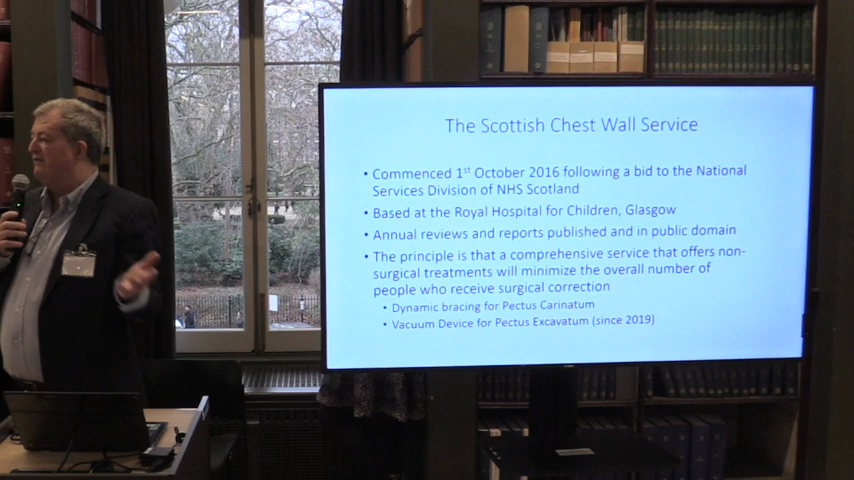 The Scottish Chest Wall Service
• Commenced 1st October 2016 following a bid to the National
Services Division of NHS Scotland
• Based at the Royal Hospital for Children, Glasgow
• Annual reviews and reports published and in public domain
• The principle is that a comprehensive service that offers non-
surgical treatments will minimize the overall number of
people who receive surgical correction
• Dynamic bracing for Pectus Carinatum
• Vacuum Device for Pectus Excavatum (since 2019)